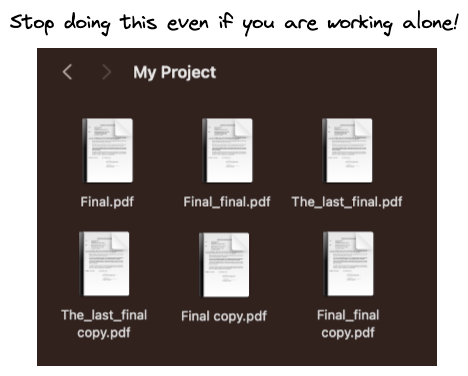 Stop doing this even if you are working alone!
My Project
Final.pdf
Final_final.pdf
The_last_final.pdf
The_last_final
copy.pdf
Final copy.pdf
Final_final
copy.pdf